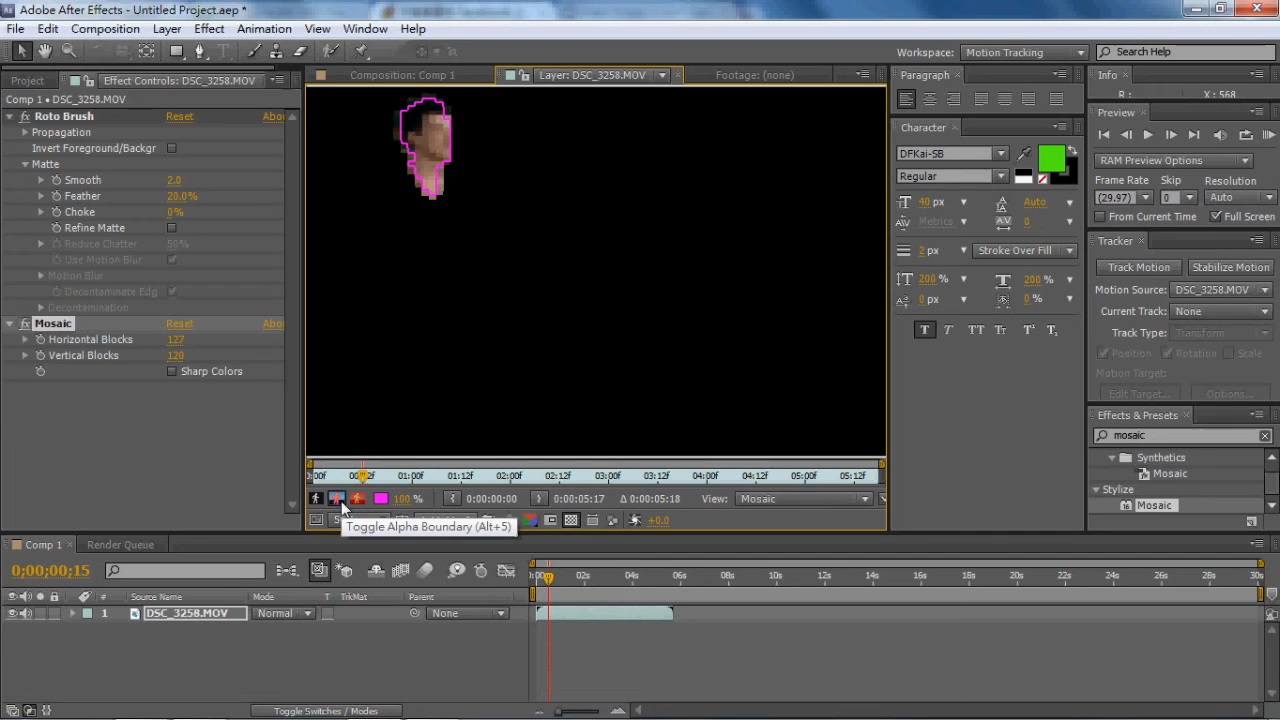 Adobe After Effects - Untitled Project.aep *
File Edit Composition Layer Effect Animation View Window Help
Workspace: Motion Tracking Search Help
Project Effect Controls: DSC_3258.MOV
Comp 1 • DSC_3258.MOV
fx Roto Brush Reset Abou
Propagation
Invert Foreground/Backgr
Matte
Smooth 2.0
Feather 20.0%
Choke 0%
Refine Matte
Reduce Chatter 50%
Use Motion Blur
Motion Blur
Decontaminate Edg
Decontamination
fx Mosaic Reset Abou
Horizontal Blocks 127
Vertical Blocks 120
Sharp Colors
Composition: Comp 1 Layer: DSC_3258.MOV Footage: (none)
:00f 01:00f 01:12f 02:00f 02:12f 03:00f 03:12f 04:00f 04:12f 05:00f 05:12f
100 % 0:00:00:00 0:00:05:17 Δ 0:00:05:18 View: Mosaic
Toggle Alpha Boundary (Alt+5)
+0.0
Paragraph
Character
DFKai-SB
Regular
40 px Auto
Metrics 0
2 px Stroke Over Fill
200 % 200 %
0 px 0 %
T T TT Tr T¹ T₁
Info
X: 568
Preview
RAM Preview Options
Frame Rate Skip Resolution
(29.97) 0 Auto
From Current Time Full Screen
Tracker
Track Motion Stabilize Motion
Motion Source: DSC_3258.MOV
Current Track: None
Track Type: Transform
Position Rotation Scale
Motion Target:
Edit Target... Options...
Effects & Presets
mosaic
Synthetics
Mosaic
Stylize
Mosaic
Comp 1 Render Queue
0;00;00;15
# Source Name Mode T TrkMat Parent
1 DSC_3258.MOV Normal None
:00s 02s 04s 06s 08s 10s 12s 14s 16s 18s 20s 22s 24s 26s 28s 30s
Toggle Switches / Modes